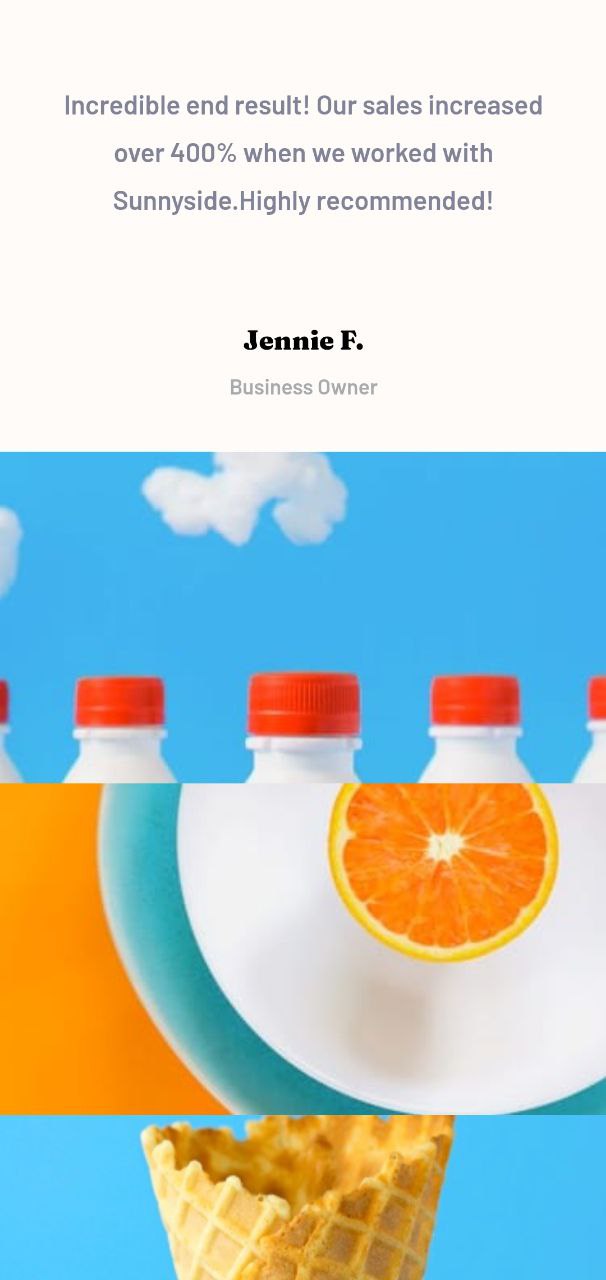 Incredible end result! Our sales increased
over 400% when we worked with
Sunnyside.Highly recommended!
Jennie F.
Business Owner